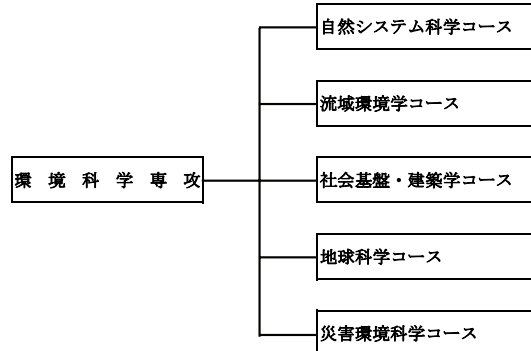 自然システム科学コース
流域環境学コース
環境科学専攻
社会基盤・建築学コース
地球科学コース
災害環境科学コース